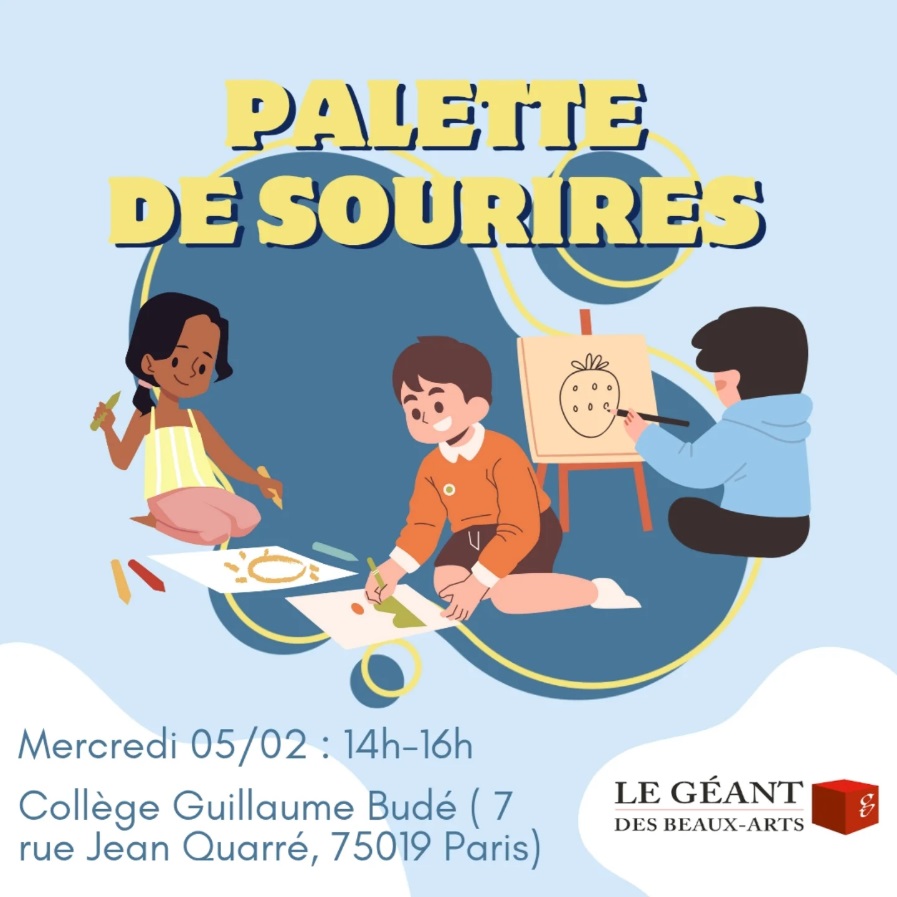 PALETTE
DE SOURIRES
Mercredi 05/02 : 14h-16h
Collège Guillaume Budé ( 7
rue Jean Quarré, 75019 Paris)
LE GÉANT
DES BEAUX-ARTS